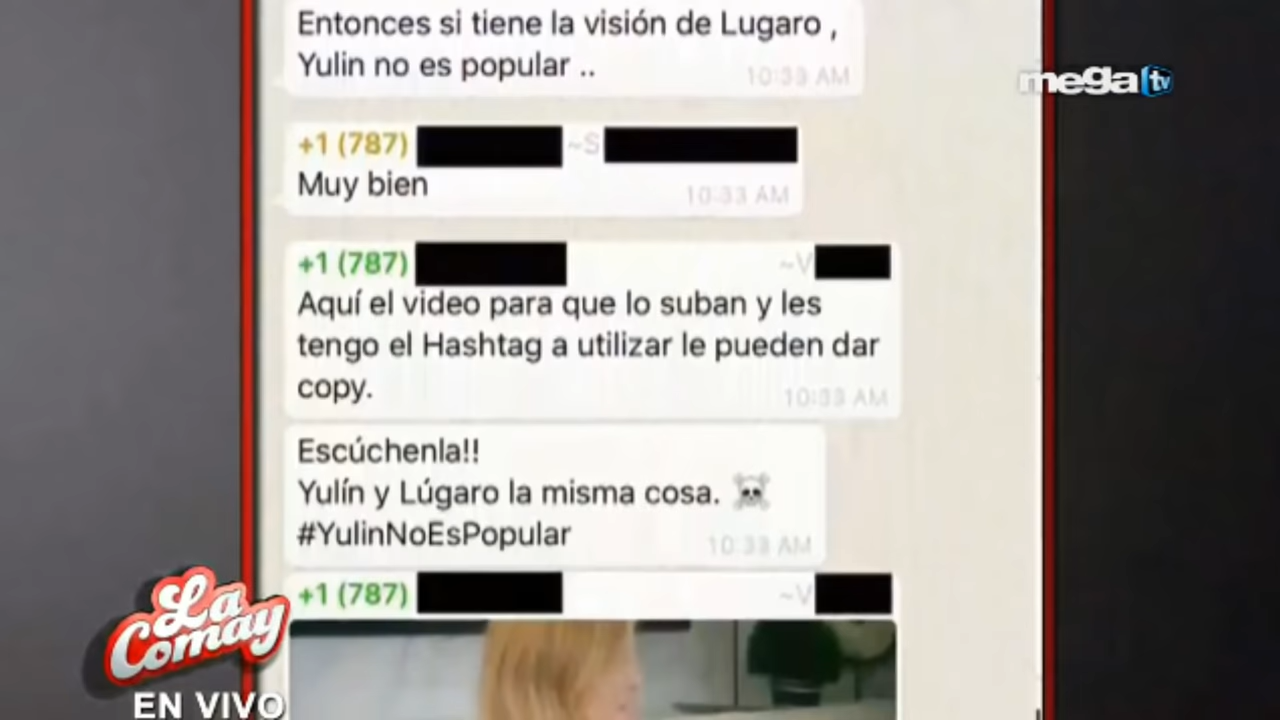 Entonces si tiene la visión de Lugaro ,
Yulin no es popular ..
10:33 AM
mega tv
+1 (787) ~S
Muy bien
10:33 AM
+1 (787) ~V
Aquí el video para que lo suban y les
tengo el Hashtag a utilizar le pueden dar
copy.
10:33 AM
Escúchenla!!
Yulín y Lúgaro la misma cosa. ☠
#YulinNoEsPopular
10:33 AM
+1 (787) ~V
La
Comay
EN VIVO